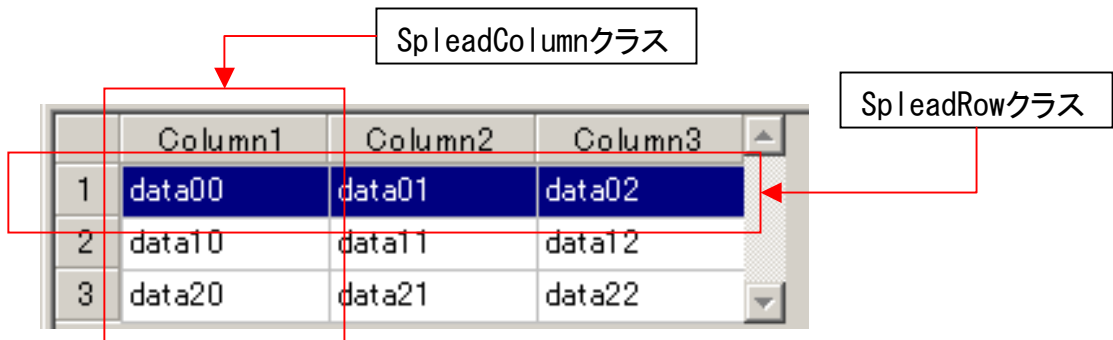 SpleadColumnクラス
SpleadRowクラス
Column1 Column2 Column3
1 data00 data01 data02
2 data10 data11 data12
3 data20 data21 data22